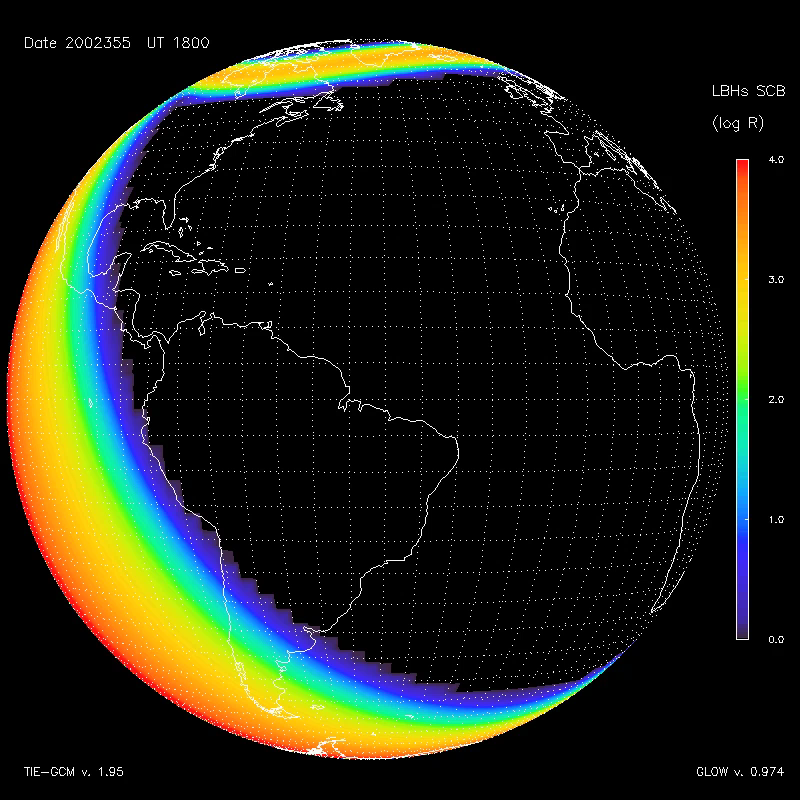 Date 2002355 UT 1800
LBHs SCB
(log R)
4.0
3.0
2.0
1.0
0.0
TIE-GCM v. 1.95
GLOW v. 0.974